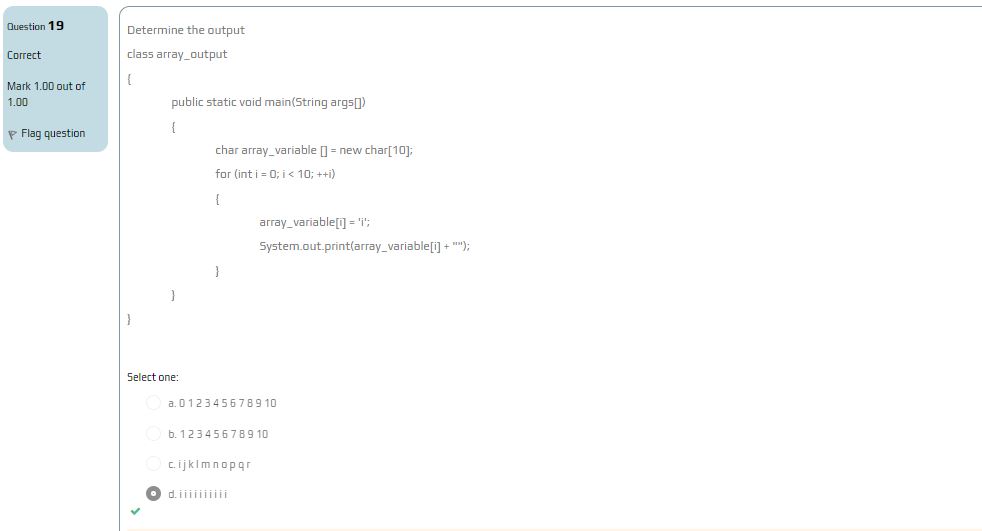 Question 19
Correct
Mark 1.00 out of
1.00
Flag question
Determine the output
class array_output
{
public static void main(String args[])
{
char array_variable [] = new char[10];
for (int i = 0; i < 10; ++i)
{
array_variable[i] = 'i';
System.out.print(array_variable[i] + "");
}
}
}
Select one:
a. 0 1 2 3 4 5 6 7 8 9 10
b. 1 2 3 4 5 6 7 8 9 10
c. i j k l m n o p q r
d. i i i i i i i i i i